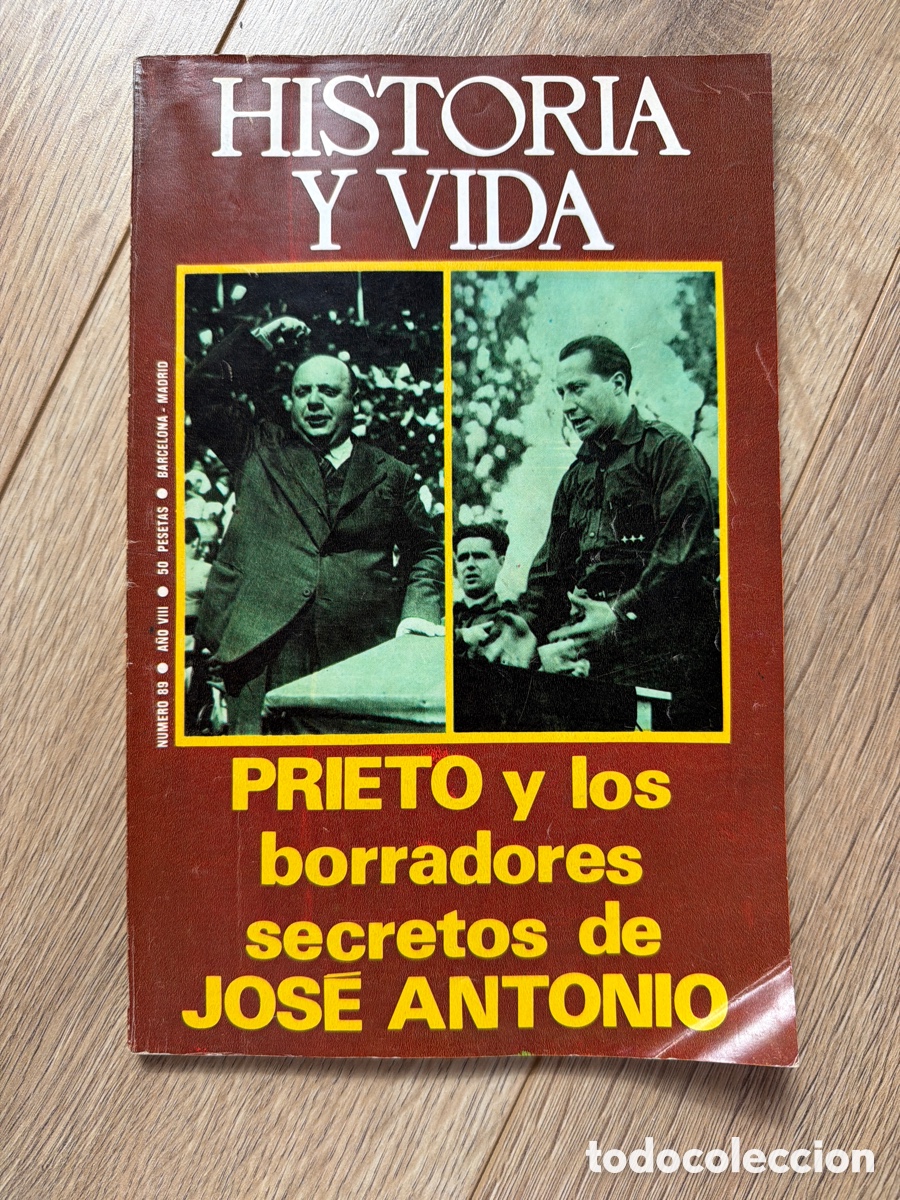 HISTORIA
Y VIDA
NUMERO 89 ● AÑO VIII ● 50 PESETAS ● BARCELONA - MADRID
PRIETO y los
borradores
secretos de
JOSÉ ANTONIO
todocoleccion